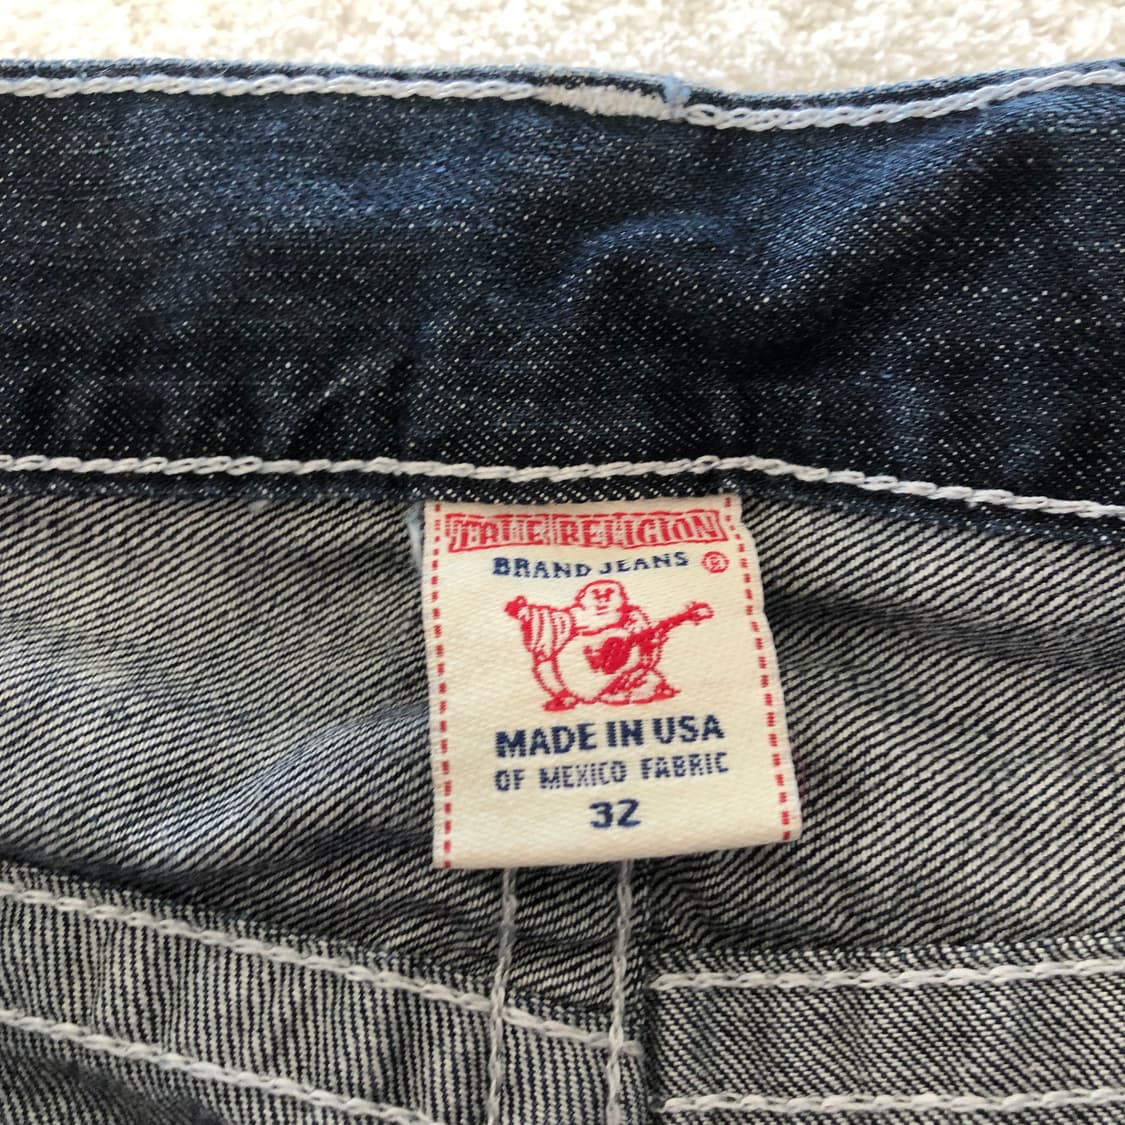 TRUE RELIGION
BRAND JEANS ®
MADE IN USA
OF MEXICO FABRIC
32